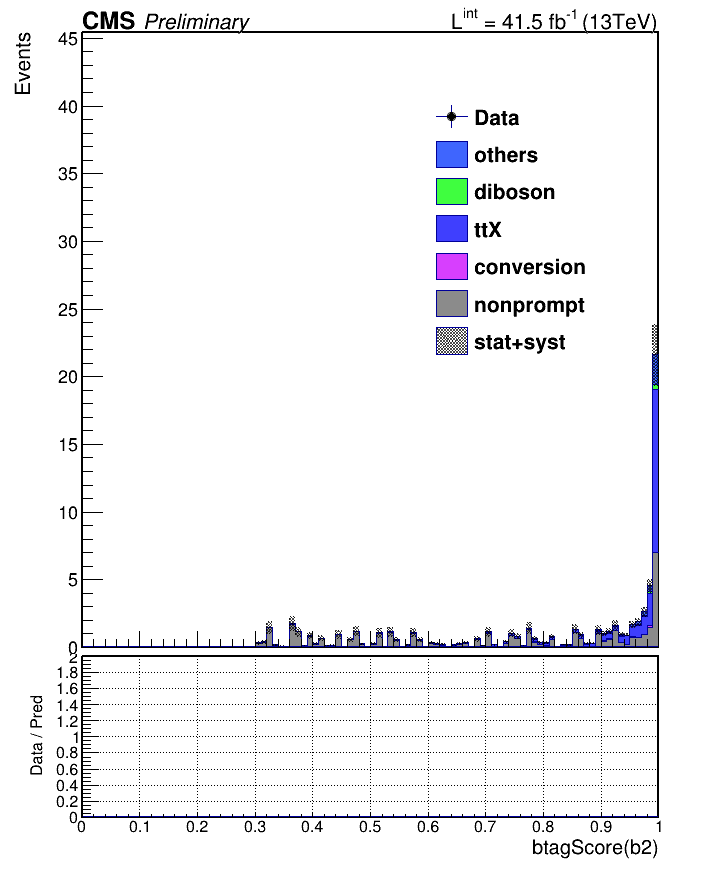 CMS Preliminary L^int = 41.5 fb^-1 (13TeV)
Events
45
40
35
30
25
20
15
10
5
0
Data
others
diboson
ttX
conversion
nonprompt
stat+syst
Data / Pred
2
1.8
1.6
1.4
1.2
1
0.8
0.6
0.4
0.2
0
0 0.1 0.2 0.3 0.4 0.5 0.6 0.7 0.8 0.9 1
btagScore(b2)